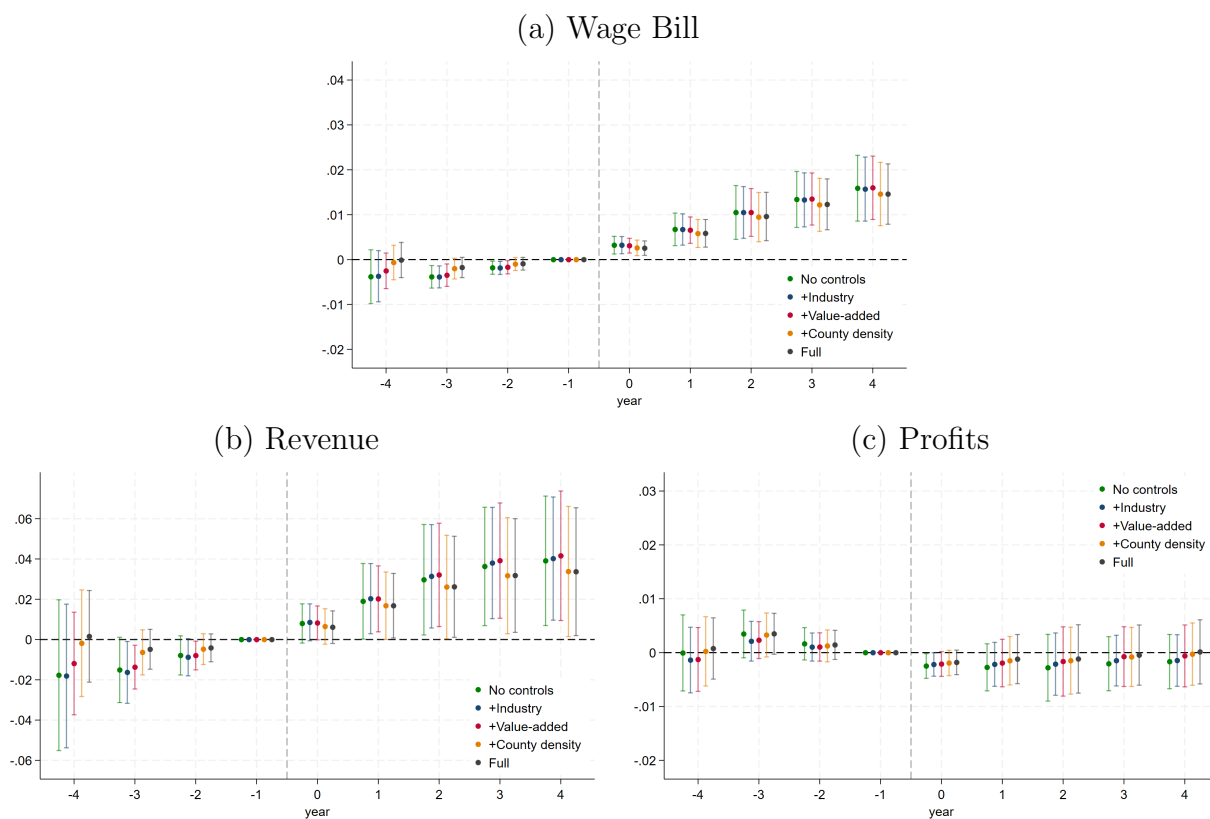 (a) Wage Bill
.04
.03
.02
.01
0
-.01
-.02
No controls
+Industry
+Value-added
+County density
Full
-4 -3 -2 -1 0 1 2 3 4
year
(b) Revenue
.06
.04
.02
0
-.02
-.04
-.06
No controls
+Industry
+Value-added
+County density
Full
-4 -3 -2 -1 0 1 2 3 4
year
(c) Profits
.03
.02
.01
0
-.01
-.02
No controls
+Industry
+Value-added
+County density
Full
-4 -3 -2 -1 0 1 2 3 4
year